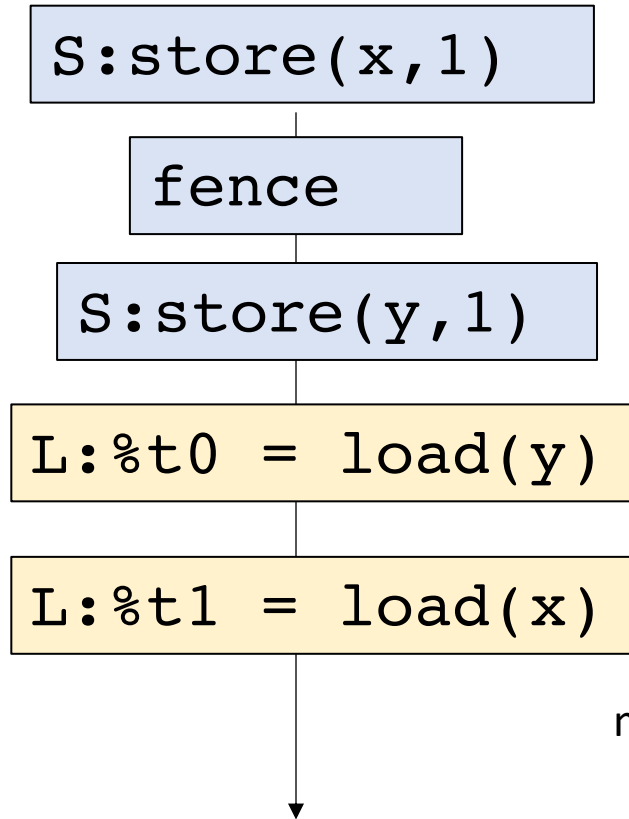 S:store(x,1)
fence
S:store(y,1)
L:%t0 = load(y)
L:%t1 = load(x)